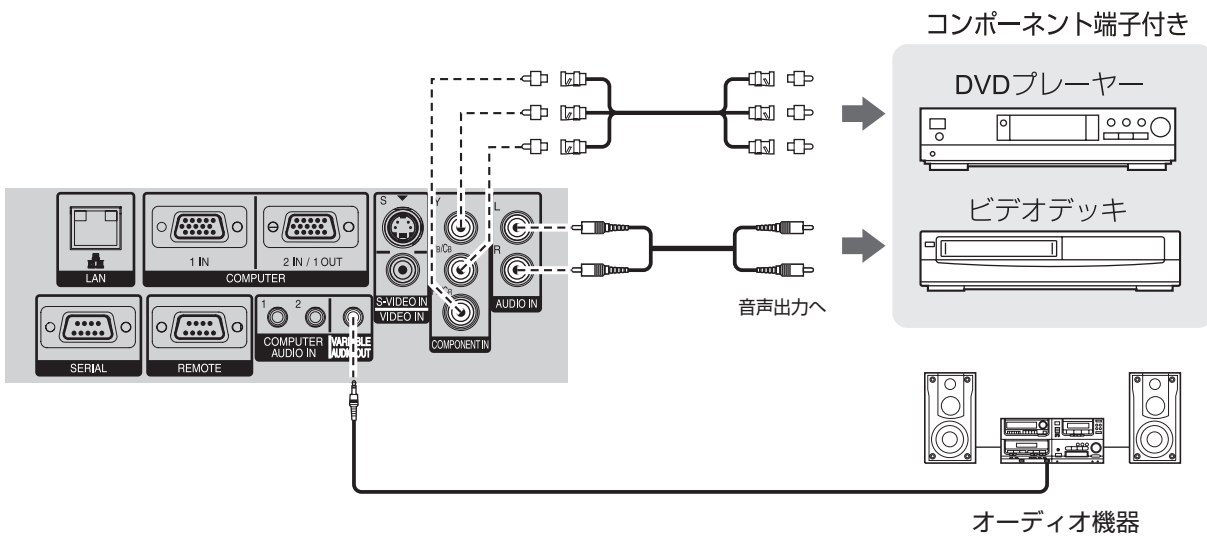 コンポーネント端子付き
DVDプレーヤー
ビデオデッキ
音声出力へ
オーディオ機器
LAN
1 IN
2 IN / 1 OUT
COMPUTER
S
S-VIDEO IN
VIDEO IN
Y
B/CB
CR
COMPONENT IN
L
R
AUDIO IN
SERIAL
REMOTE
1 2
COMPUTER
AUDIO IN
VARIABLE
AUDIO OUT